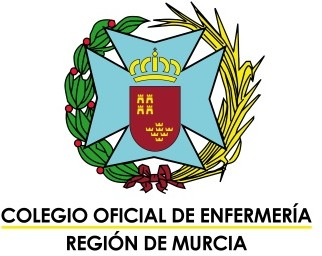 COLEGIO OFICIAL DE ENFERMERÍA
REGIÓN DE MURCIA